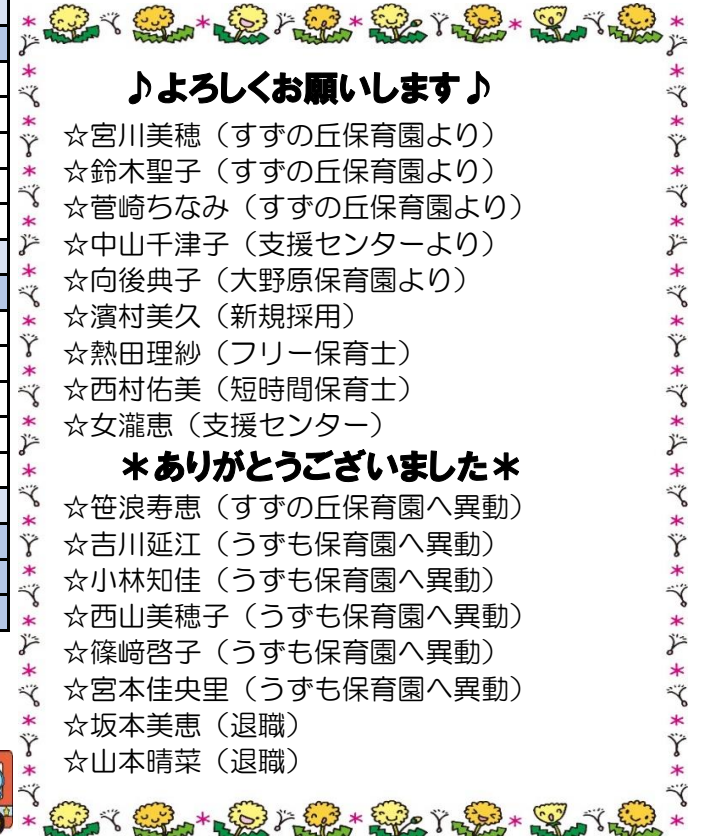 ♪よろしくお願いします♪
☆宮川美穂（すずの丘保育園より）
☆鈴木聖子（すずの丘保育園より）
☆菅崎ちなみ（すずの丘保育園より）
☆中山千津子（支援センターより）
☆向後典子（大野原保育園より）
☆濱村美久（新規採用）
☆熱田理紗（フリー保育士）
☆西村佑美（短時間保育士）
☆女瀧恵（支援センター）
＊ありがとうございました＊
☆笹浪寿恵（すずの丘保育園へ異動）
☆吉川延江（うずも保育園へ異動）
☆小林知佳（うずも保育園へ異動）
☆西山美穂子（うずも保育園へ異動）
☆篠﨑啓子（うずも保育園へ異動）
☆宮本佳央里（うずも保育園へ異動）
☆坂本美恵（退職）
☆山本晴菜（退職）